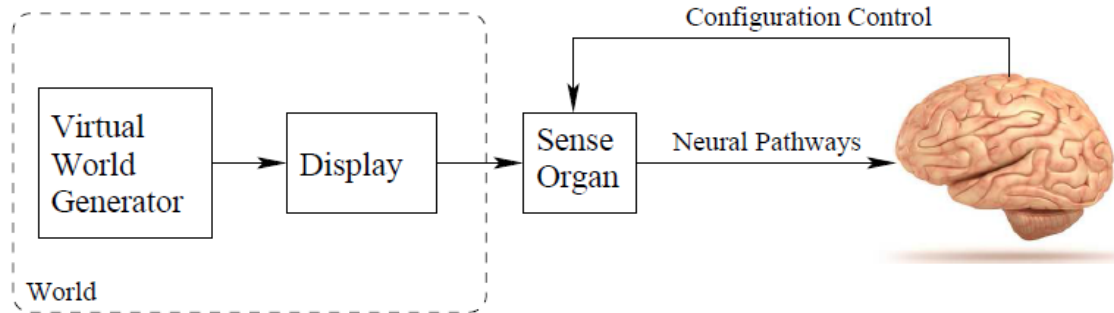 Configuration Control
Virtual
World
Generator
Display
Sense
Organ
Neural Pathways
World